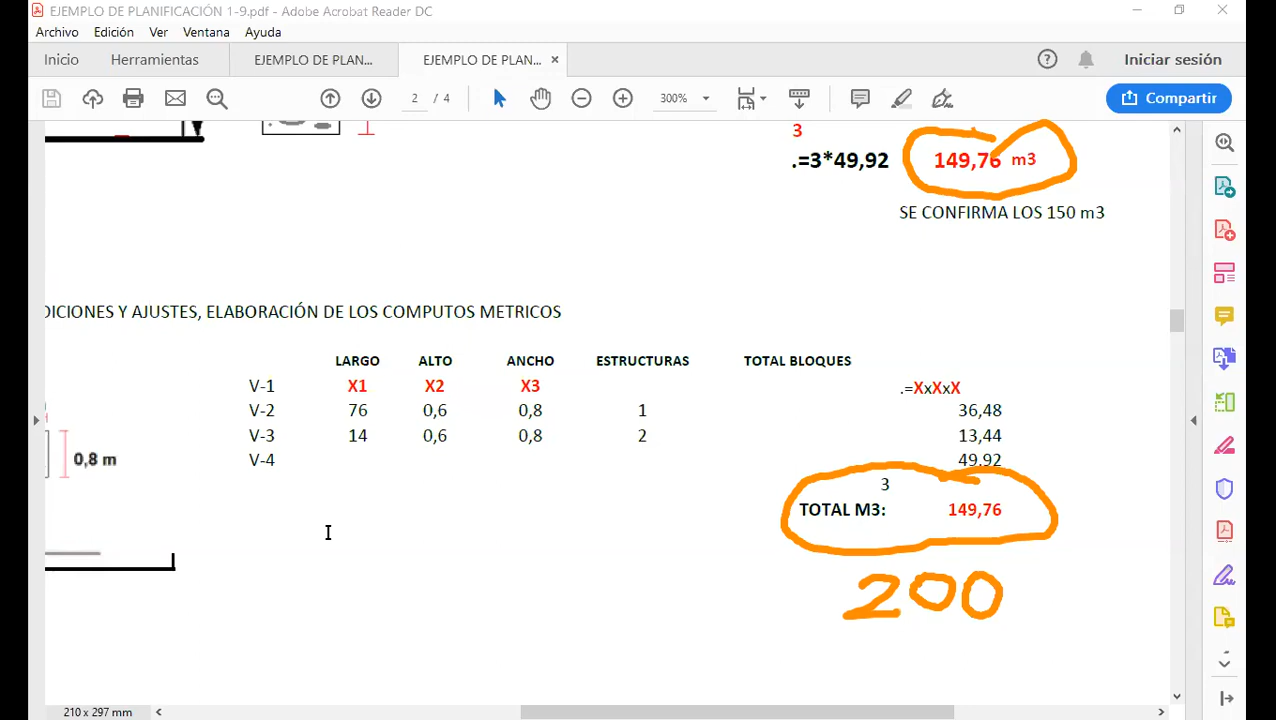 EJEMPLO DE PLANIFICACIÓN 1-9.pdf - Adobe Acrobat Reader DC
Archivo Edición Ver Ventana Ayuda
Inicio Herramientas EJEMPLO DE PLAN... EJEMPLO DE PLAN... × ? Iniciar sesión
2 / 4 300% Compartir
3
.=3*49,92 149,76 m3
SE CONFIRMA LOS 150 m3
DICIONES Y AJUSTES, ELABORACIÓN DE LOS COMPUTOS METRICOS
LARGO ALTO ANCHO ESTRUCTURAS TOTAL BLOQUES
V-1 X1 X2 X3 .=XxXxX
V-2 76 0,6 0,8 1 36,48
V-3 14 0,6 0,8 2 13,44
0,8 m V-4 49,92
3
TOTAL M3: 149,76
200
210 x 297 mm